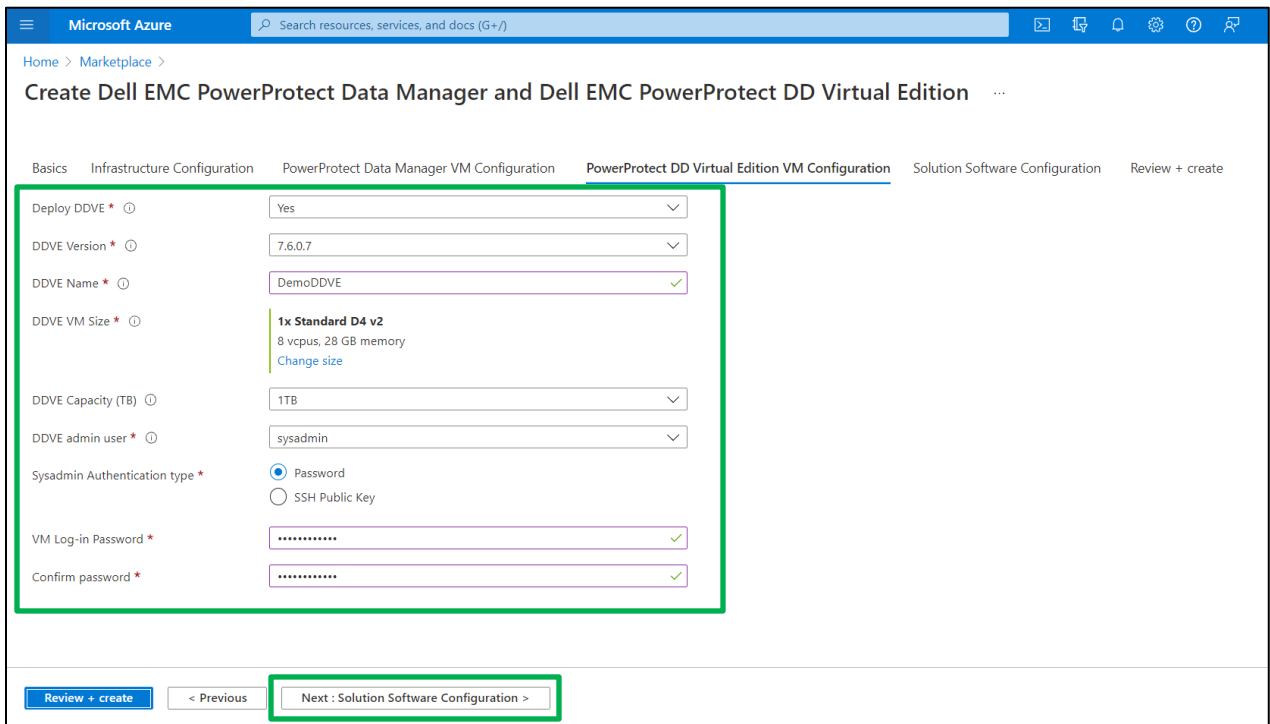 Microsoft Azure
Search resources, services, and docs (G+/)
Home > Marketplace >
Create Dell EMC PowerProtect Data Manager and Dell EMC PowerProtect DD Virtual Edition ...
Basics Infrastructure Configuration PowerProtect Data Manager VM Configuration PowerProtect DD Virtual Edition VM Configuration Solution Software Configuration Review + create
Deploy DDVE * Yes
DDVE Version * 7.6.0.7
DDVE Name * DemoDDVE
DDVE VM Size * 1x Standard D4 v2
8 vcpus, 28 GB memory
Change size
DDVE Capacity (TB) 1TB
DDVE admin user * sysadmin
Sysadmin Authentication type * Password
SSH Public Key
VM Log-in Password * ••••••••••••
Confirm password * ••••••••••••
Review + create < Previous Next : Solution Software Configuration >